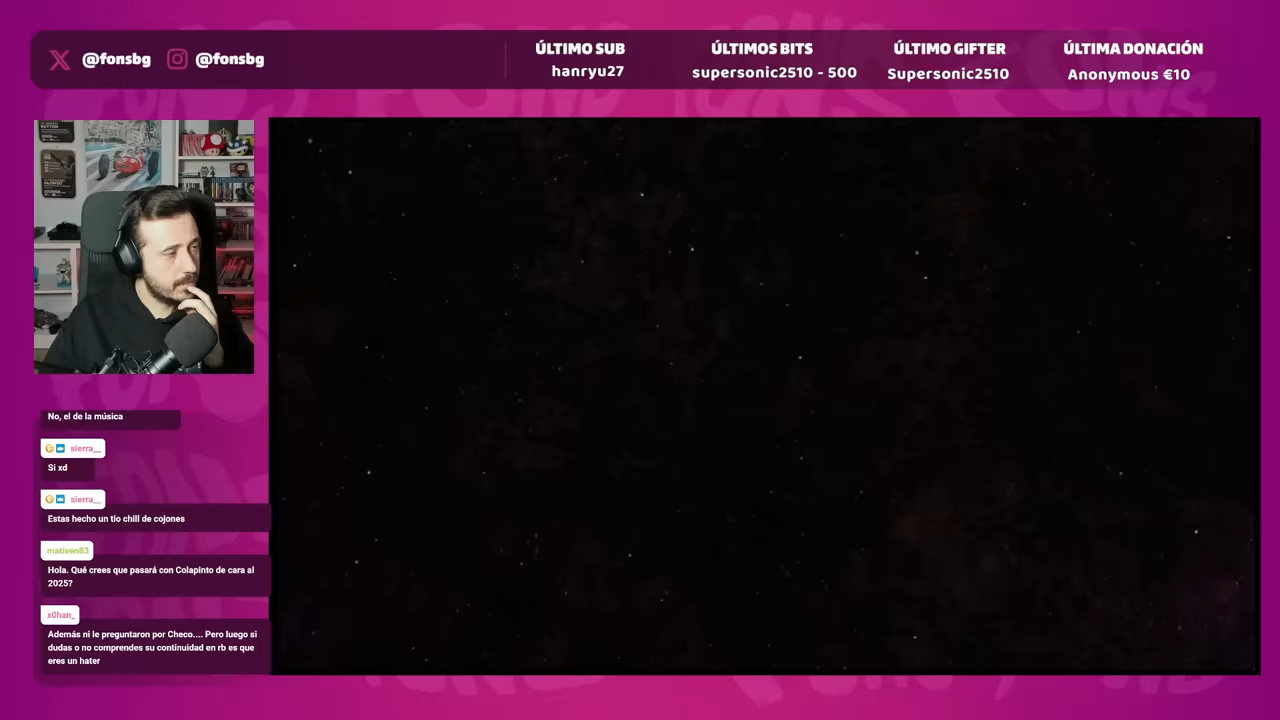 @fonsbg
@fonsbg
ÚLTIMO SUB
hanryu27
ÚLTIMOS BITS
supersonic2510 - 500
ÚLTIMO GIFTER
Supersonic2510
ÚLTIMA DONACIÓN
Anonymous €10
No, el de la música
sierra__
Si xd
sierra__
Estas hecho un tio chill de cojones
mativen83
Hola. Qué crees que pasará con Colapinto de cara al
2025?
x0han_
Además ni le preguntaron por Checo.... Pero luego si
dudas o no comprendes su continuidad en rb es que
eres un hater